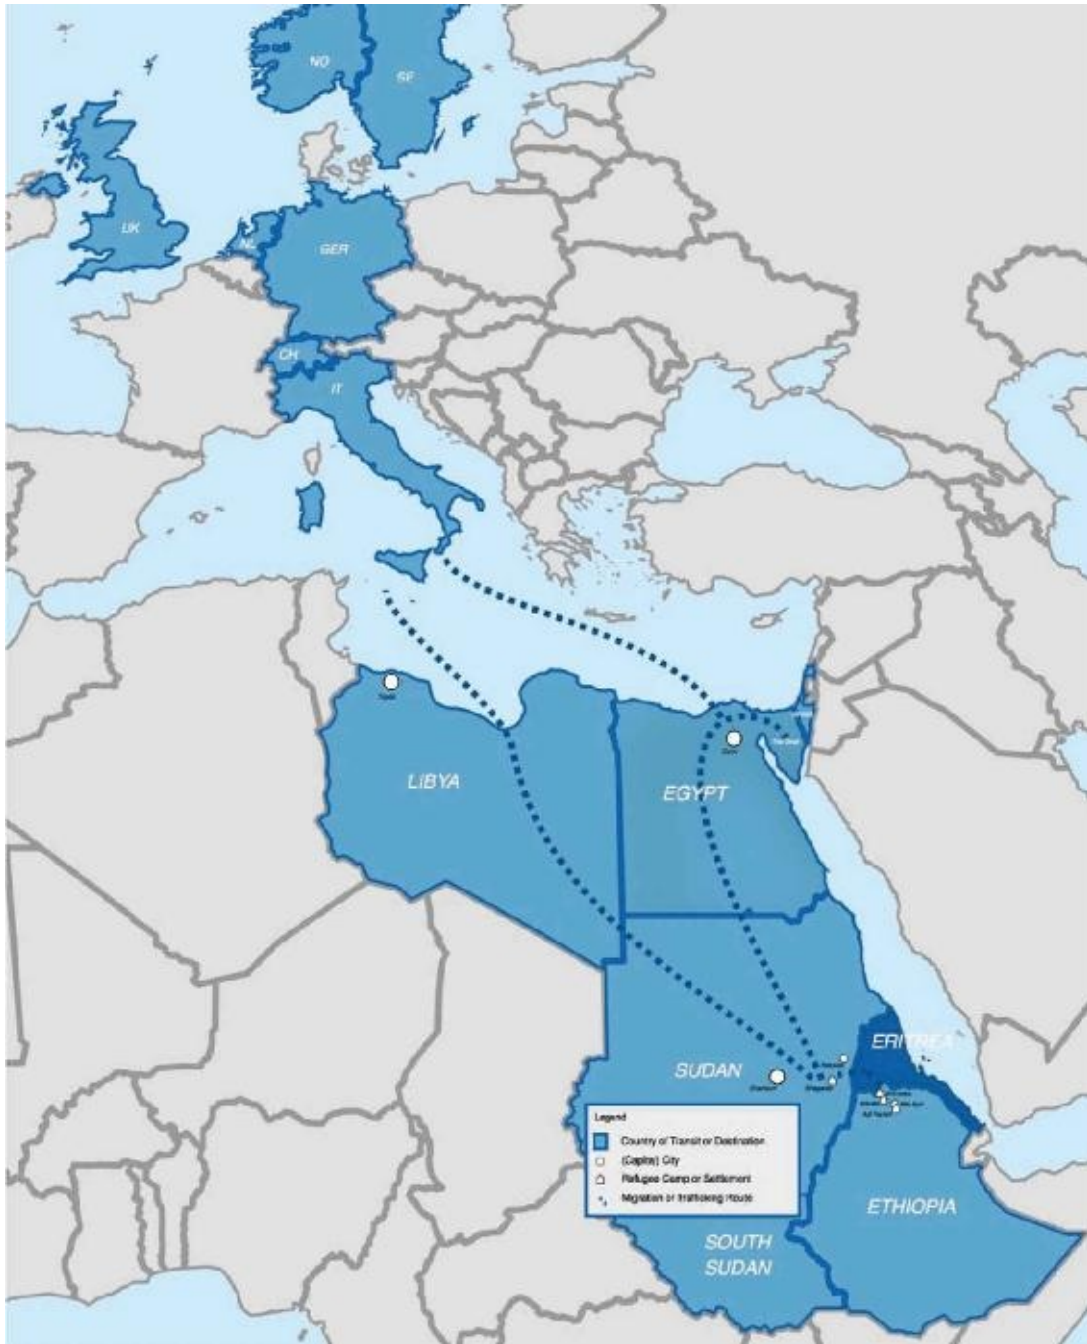 NO
SE
UK
NL
GER
CH
IT
LIBYA
EGYPT
ERITREA
SUDAN
Legend
Country of Transit or Destination
(Capital) City
Refugee Camp or Settlement
Migration or Trafficking Route
ETHIOPIA
SOUTH
SUDAN